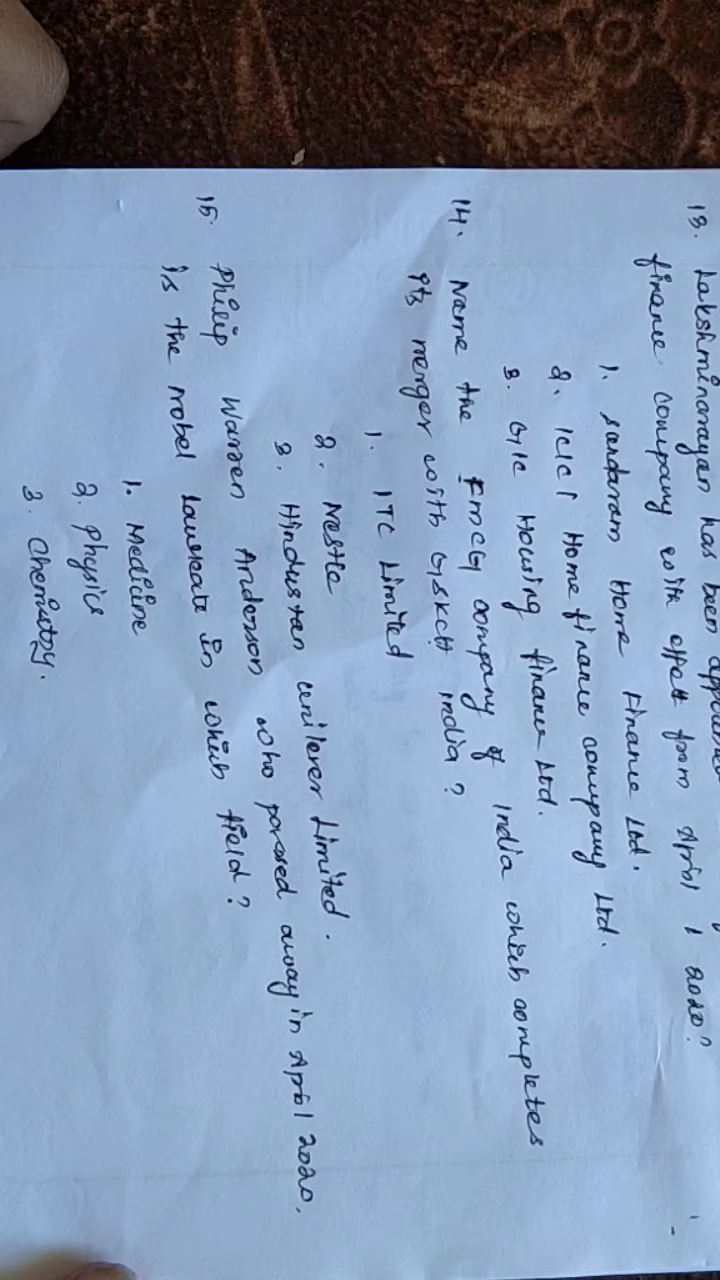 13. Lakshminarayan has been
finance company with effect from April 1 2020?
1. Sundaram Home Finance Ltd.
2. ICICI Home finance company Ltd.
3. GIC Housing finance Ltd.
14. Name the FMCG company of India which completes
its merger with GSKCH India?
1. ITC Limited
2. Nestle
3. Hindustan unilever Limited.
15. Philip Warren Anderson who passed away in April 2020,
is the Nobel Laureate in which field?
1. Medicine
2. Physics
3. Chemistry.